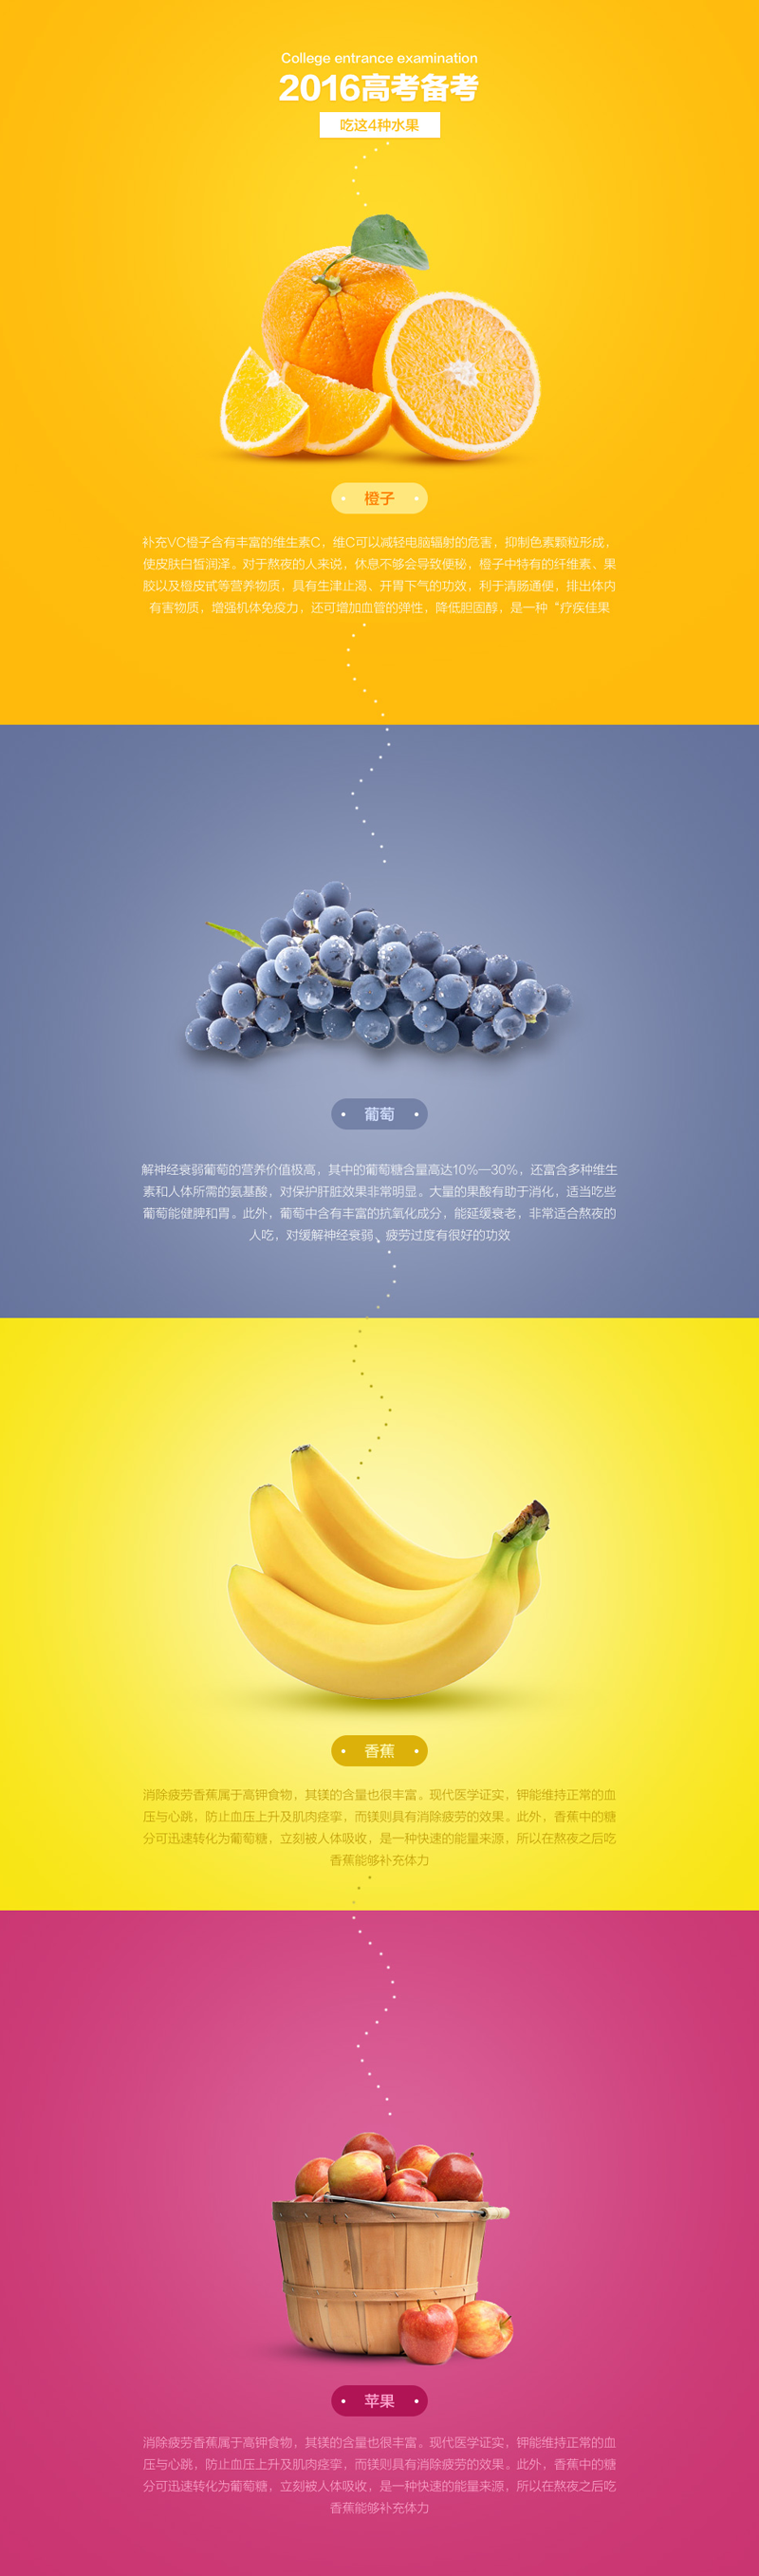 College entrance examination
2016高考备考
吃这4种水果
橙子
补充VC橙子含有丰富的维生素C，维C可以减轻电脑辐射的危害，抑制色素颗粒形成，
使皮肤白皙润泽。对于熬夜的人来说，休息不够会导致便秘，橙子中特有的纤维素、果
胶以及橙皮甙等营养物质，具有生津止渴、开胃下气的功效，利于清肠通便，排出体内
有害物质，增强机体免疫力，还可增加血管的弹性，降低胆固醇，是一种“疗疾佳果
葡萄
解神经衰弱葡萄的营养价值极高，其中的葡萄糖含量高达10%—30%，还富含多种维生
素和人体所需的氨基酸，对保护肝脏效果非常明显。大量的果酸有助于消化，适当吃些
葡萄能健脾和胃。此外，葡萄中含有丰富的抗氧化成分，能延缓衰老，非常适合熬夜的
人吃，对缓解神经衰弱、疲劳过度有很好的功效
香蕉
消除疲劳香蕉属于高钾食物，其镁的含量也很丰富。现代医学证实，钾能维持正常的血
压与心跳，防止血压上升及肌肉痉挛，而镁则具有消除疲劳的效果。此外，香蕉中的糖
分可迅速转化为葡萄糖，立刻被人体吸收，是一种快速的能量来源，所以在熬夜之后吃
香蕉能够补充体力
苹果
消除疲劳香蕉属于高钾食物，其镁的含量也很丰富。现代医学证实，钾能维持正常的血
压与心跳，防止血压上升及肌肉痉挛，而镁则具有消除疲劳的效果。此外，香蕉中的糖
分可迅速转化为葡萄糖，立刻被人体吸收，是一种快速的能量来源，所以在熬夜之后吃
香蕉能够补充体力